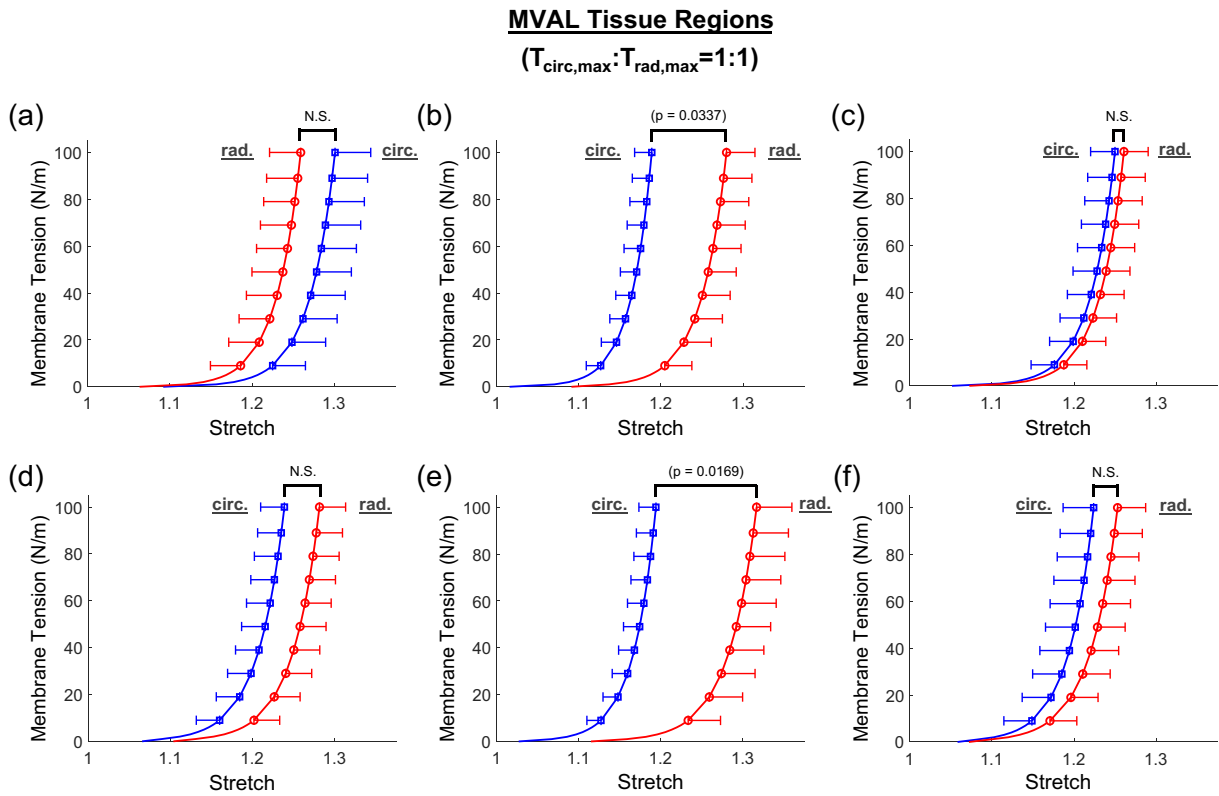 MVAL Tissue Regions
(Tcirc,max:Trad,max=1:1)
(a)
N.S.
rad.
circ.
100
80
60
40
20
0
Membrane Tension (N/m)
1
1.1
1.2
1.3
Stretch
(b)
(p = 0.0337)
circ.
rad.
100
80
60
40
20
0
Membrane Tension (N/m)
1
1.1
1.2
1.3
Stretch
(c)
N.S.
circ.
rad.
100
80
60
40
20
0
Membrane Tension (N/m)
1
1.1
1.2
1.3
Stretch
(d)
N.S.
circ.
rad.
100
80
60
40
20
0
Membrane Tension (N/m)
1
1.1
1.2
1.3
Stretch
(e)
(p = 0.0169)
circ.
rad.
100
80
60
40
20
0
Membrane Tension (N/m)
1
1.1
1.2
1.3
Stretch
(f)
N.S.
circ.
rad.
100
80
60
40
20
0
Membrane Tension (N/m)
1
1.1
1.2
1.3
Stretch